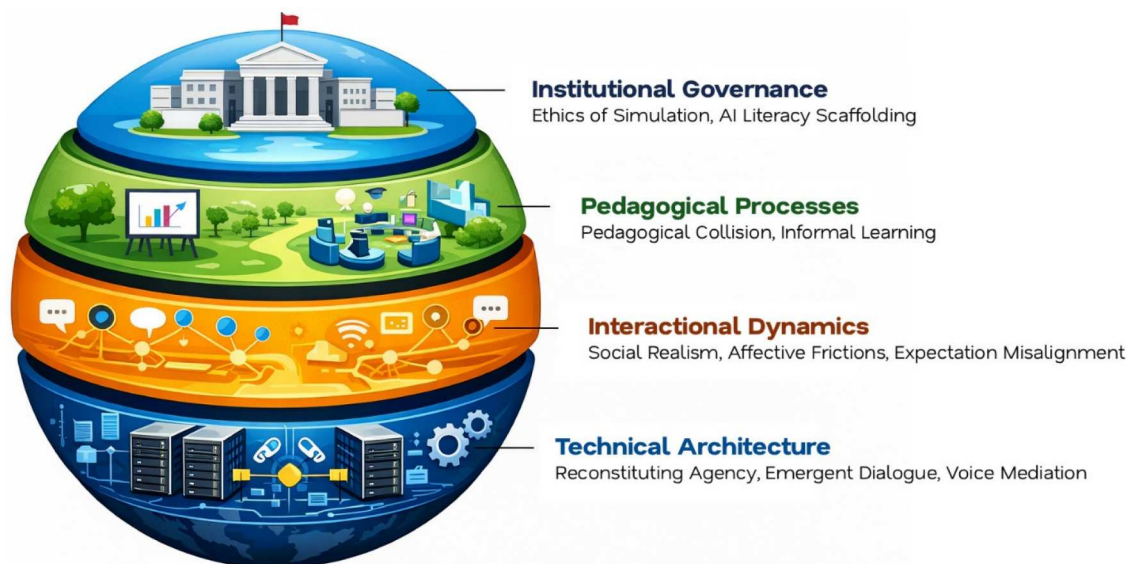 Institutional Governance
Ethics of Simulation, AI Literacy Scaffolding
Pedagogical Processes
Pedagogical Collision, Informal Learning
Interactional Dynamics
Social Realism, Affective Frictions, Expectation Misalignment
Technical Architecture
Reconstituting Agency, Emergent Dialogue, Voice Mediation